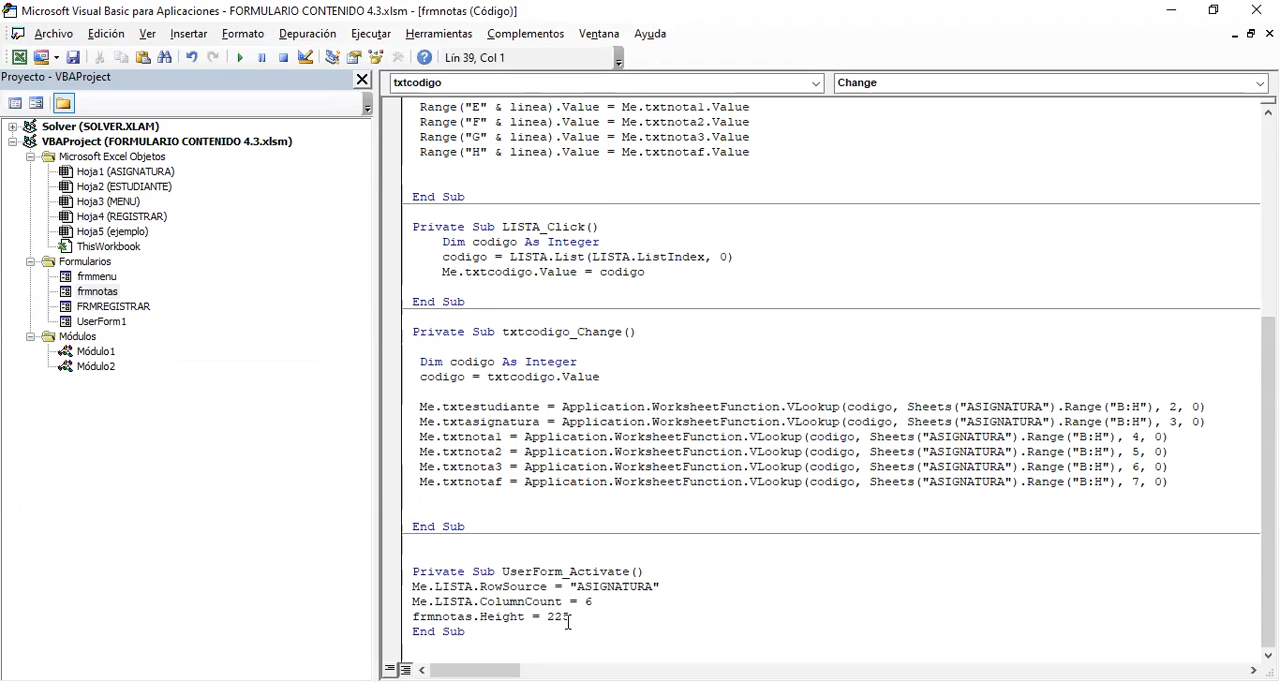 Microsoft Visual Basic para Aplicaciones - FORMULARIO CONTENIDO 4.3.xlsm - [frmnotas (Código)]
Archivo Edición Ver Insertar Formato Depuración Ejecutar Herramientas Complementos Ventana Ayuda
Lín 39, Col 1
Proyecto - VBAProject
Solver (SOLVER.XLAM)
VBAProject (FORMULARIO CONTENIDO 4.3.xlsm)
Microsoft Excel Objetos
Hoja1 (ASIGNATURA)
Hoja2 (ESTUDIANTE)
Hoja3 (MENU)
Hoja4 (REGISTRAR)
Hoja5 (ejemplo)
ThisWorkbook
Formularios
frmmenu
frmnotas
FRMREGISTRAR
UserForm1
Módulos
Módulo1
Módulo2
txtcodigo
Change
Range("E" & linea).Value = Me.txtnota1.Value
Range("F" & linea).Value = Me.txtnota2.Value
Range("G" & linea).Value = Me.txtnota3.Value
Range("H" & linea).Value = Me.txtnotaf.Value
End Sub
Private Sub LISTA_Click()
Dim codigo As Integer
codigo = LISTA.List(LISTA.ListIndex, 0)
Me.txtcodigo.Value = codigo
End Sub
Private Sub txtcodigo_Change()
Dim codigo As Integer
codigo = txtcodigo.Value
Me.txtestudiante = Application.WorksheetFunction.VLookup(codigo, Sheets("ASIGNATURA").Range("B:H"), 2, 0)
Me.txtasignatura = Application.WorksheetFunction.VLookup(codigo, Sheets("ASIGNATURA").Range("B:H"), 3, 0)
Me.txtnota1 = Application.WorksheetFunction.VLookup(codigo, Sheets("ASIGNATURA").Range("B:H"), 4, 0)
Me.txtnota2 = Application.WorksheetFunction.VLookup(codigo, Sheets("ASIGNATURA").Range("B:H"), 5, 0)
Me.txtnota3 = Application.WorksheetFunction.VLookup(codigo, Sheets("ASIGNATURA").Range("B:H"), 6, 0)
Me.txtnotaf = Application.WorksheetFunction.VLookup(codigo, Sheets("ASIGNATURA").Range("B:H"), 7, 0)
End Sub
Private Sub UserForm_Activate()
Me.LISTA.RowSource = "ASIGNATURA"
Me.LISTA.ColumnCount = 6
frmnotas.Height = 225
End Sub